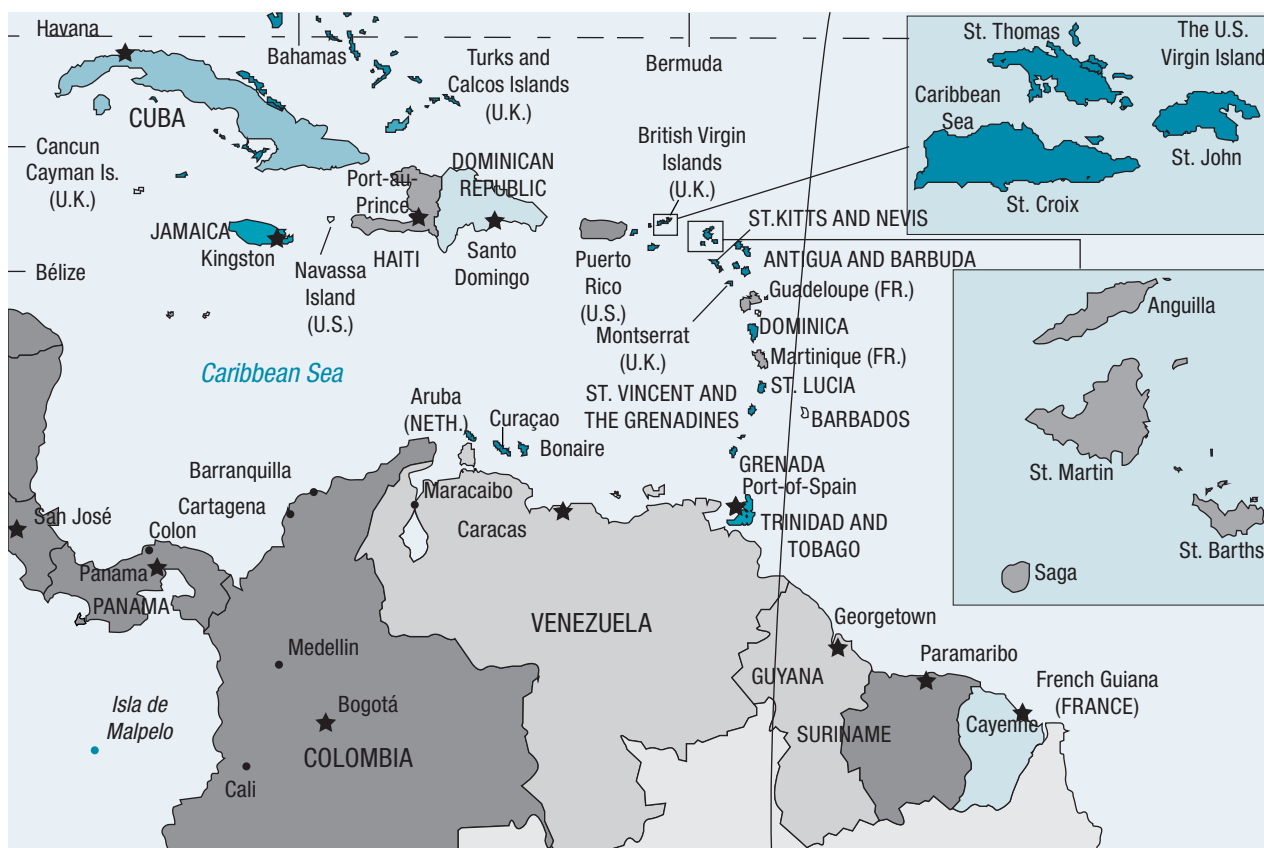 Havana
Bahamas
Turks and
Calcos Islands
(U.K.)
Bermuda
CUBA
Cancun
Cayman Is.
(U.K.)
British Virgin
Islands
(U.K.)
DOMINICAN
REPUBLIC
Port-au-
Prince
JAMAICA
Kingston
Navassa
Island
(U.S.)
HAITI
Santo
Domingo
Puerto
Rico
(U.S.)
ST.KITTS AND NEVIS
ANTIGUA AND BARBUDA
Guadeloupe (FR.)
Montserrat
(U.K.)
DOMINICA
Martinique (FR.)
ST. LUCIA
ST. VINCENT AND
THE GRENADINES
BARBADOS
Bélize
Caribbean Sea
Aruba
(NETH.)
Curaçao
Bonaire
GRENADA
Port-of-Spain
TRINIDAD AND
TOBAGO
Barranquilla
Cartagena
Maracaibo
Caracas
San José
Colon
Panama
PANAMA
VENEZUELA
Medellin
Isla de
Malpelo
Bogotá
COLOMBIA
Cali
Georgetown
GUYANA
Paramaribo
SURINAME
French Guiana
(FRANCE)
Cayenne
St. Thomas
The U.S.
Virgin Island
Caribbean
Sea
St. John
St. Croix
Anguilla
St. Martin
St. Barths
Saga